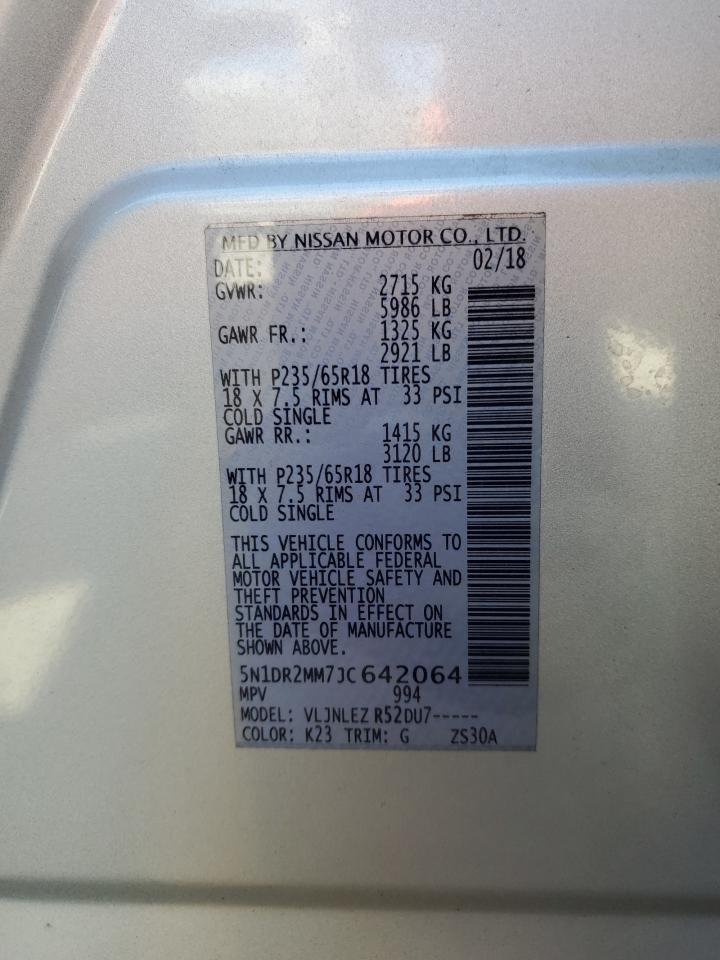 MFD BY NISSAN MOTOR CO., LTD.
DATE: 02/18
GVWR: 2715 KG
5986 LB
GAWR FR.: 1325 KG
2921 LB
WITH P235/65R18 TIRES
18 X 7.5 RIMS AT 33 PSI
COLD SINGLE
GAWR RR.: 1415 KG
3120 LB
WITH P235/65R18 TIRES
18 X 7.5 RIMS AT 33 PSI
COLD SINGLE
THIS VEHICLE CONFORMS TO
ALL APPLICABLE FEDERAL
MOTOR VEHICLE SAFETY AND
THEFT PREVENTION
STANDARDS IN EFFECT ON
THE DATE OF MANUFACTURE
SHOWN ABOVE.
5N1DR2MM7JC642064
MPV 994
MODEL: VLJNLEZ R52DU7-----
COLOR: K23 TRIM: G ZS30A